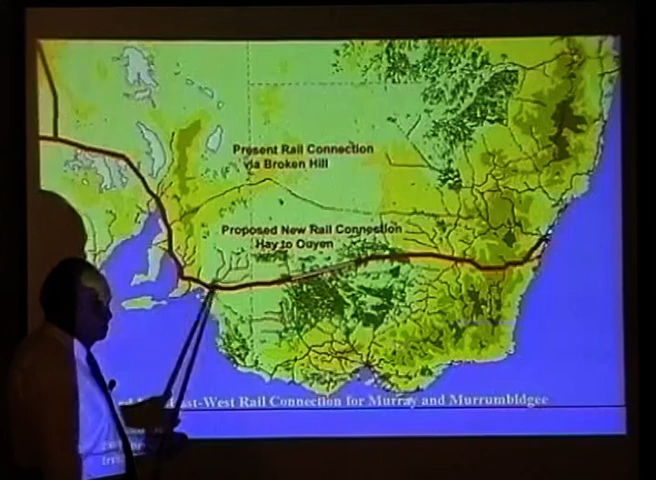 Present Rail Connection
via Broken Hill
Proposed New Rail Connection
Hay to Ouyen
East-West Rail Connection for Murray and Murrumbidgee